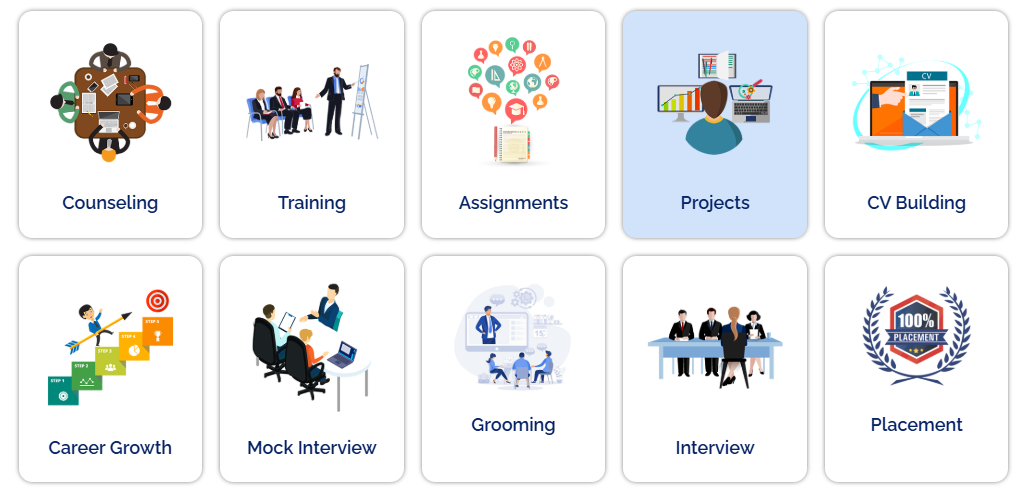 CV
Counseling
Training
Assignments
Projects
CV Building
STEP 5
STEP 4
STEP 3
STEP 2
STEP 1
100%
PLACEMENT
Grooming
Placement
Career Growth
Mock Interview
Interview